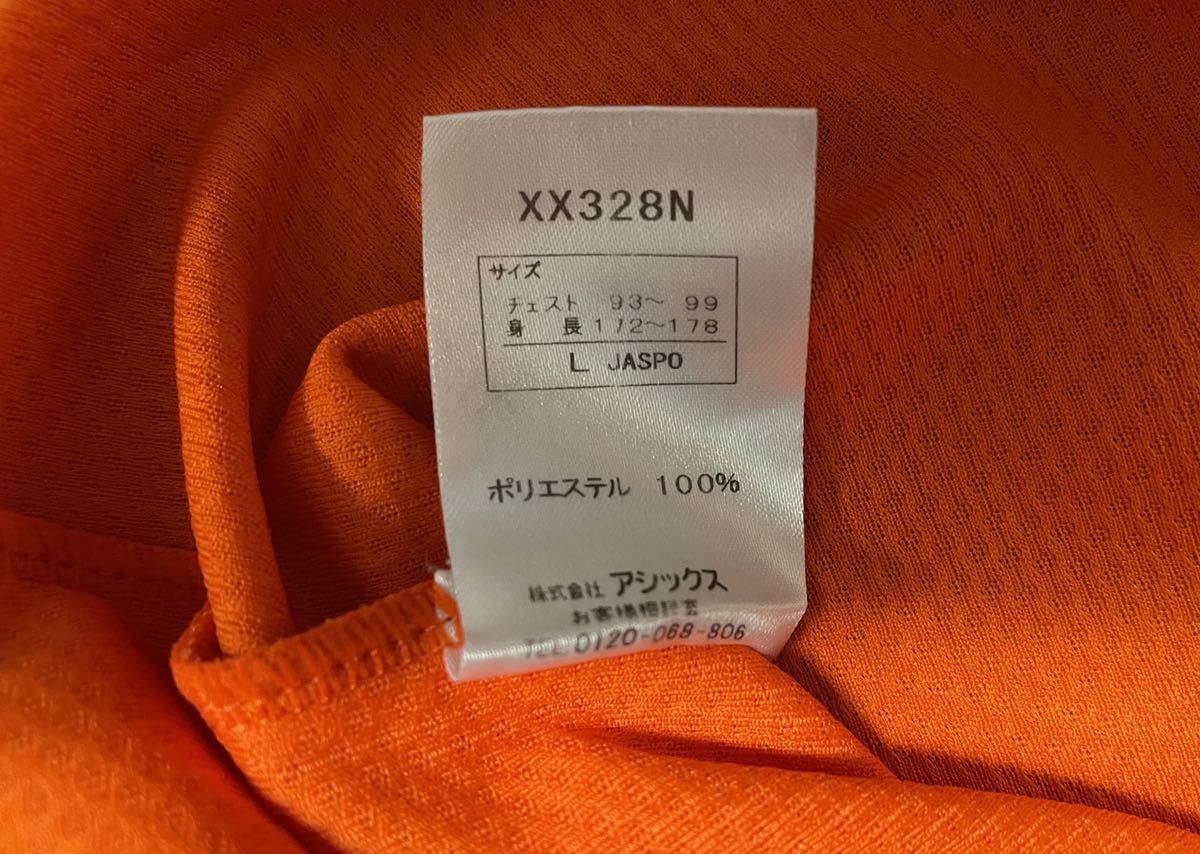 XX328N
サイズ
チェスト 93～ 99
身 長 172～178
L JASPO
ポリエステル 100%
株式会社 アシックス
お客様相談室
TEL 0120-068-806